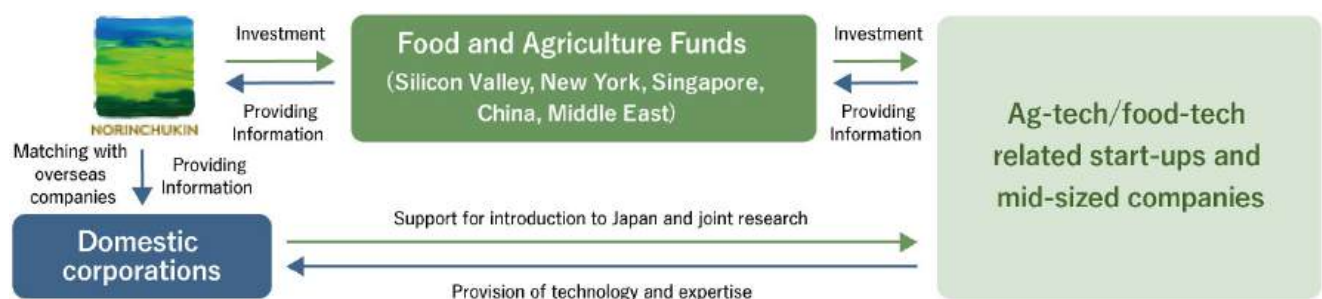 Investment
Food and Agriculture Funds
(Silicon Valley, New York, Singapore,
China, Middle East)
Investment
Providing
Information
Providing
Information
NORINCHUKIN
Ag-tech/food-tech
related start-ups and
mid-sized companies
Matching with
overseas
companies
Providing
Information
Domestic
corporations
Support for introduction to Japan and joint research
Provision of technology and expertise